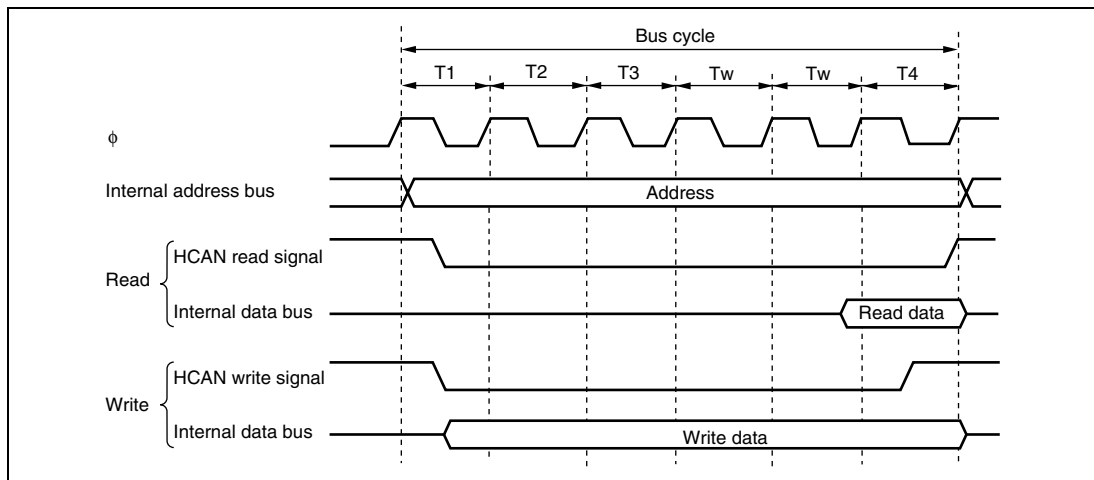 Bus cycle
T1 T2 T3 Tw Tw T4
ϕ
Internal address bus
Address
HCAN read signal
Read
Internal data bus
Read data
HCAN write signal
Write
Internal data bus
Write data